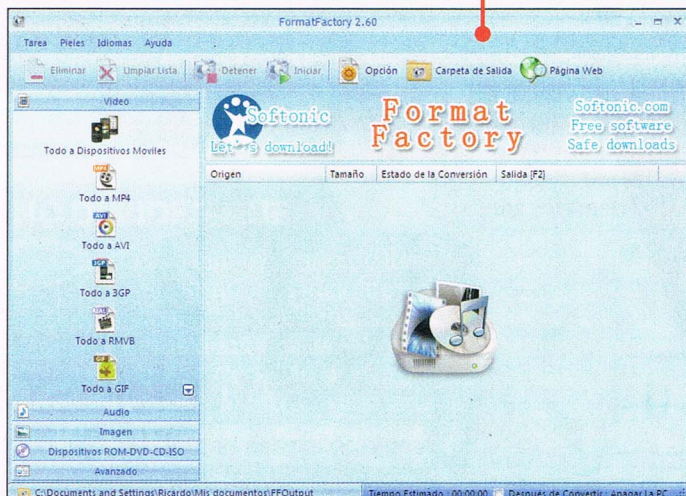 FormatFactory 2.60
Tarea Pieles Idiomas Ayuda
Eliminar Limpiar Lista Detener Iniciar Opción Carpeta de Salida Página Web
Video
Todo a Dispositivos Moviles
MP4
Todo a MP4
AVI
Todo a AVI
3GP
Todo a 3GP
Todo a RMVB
GIF
Todo a GIF
Audio
Imagen
Dispositivos ROM-DVD-CD-ISO
Avanzado
Softonic
Let's download!
Format
Factory
Softonic.com
Free software
Safe downloads
Origen Tamaño Estado de la Conversión Salida [F2]
C:\Documents and Settings\Ricardo\Mis documentos\FFOutput Tiempo Estimado : 00:00:00 Después de Convertir : Apagar La PC